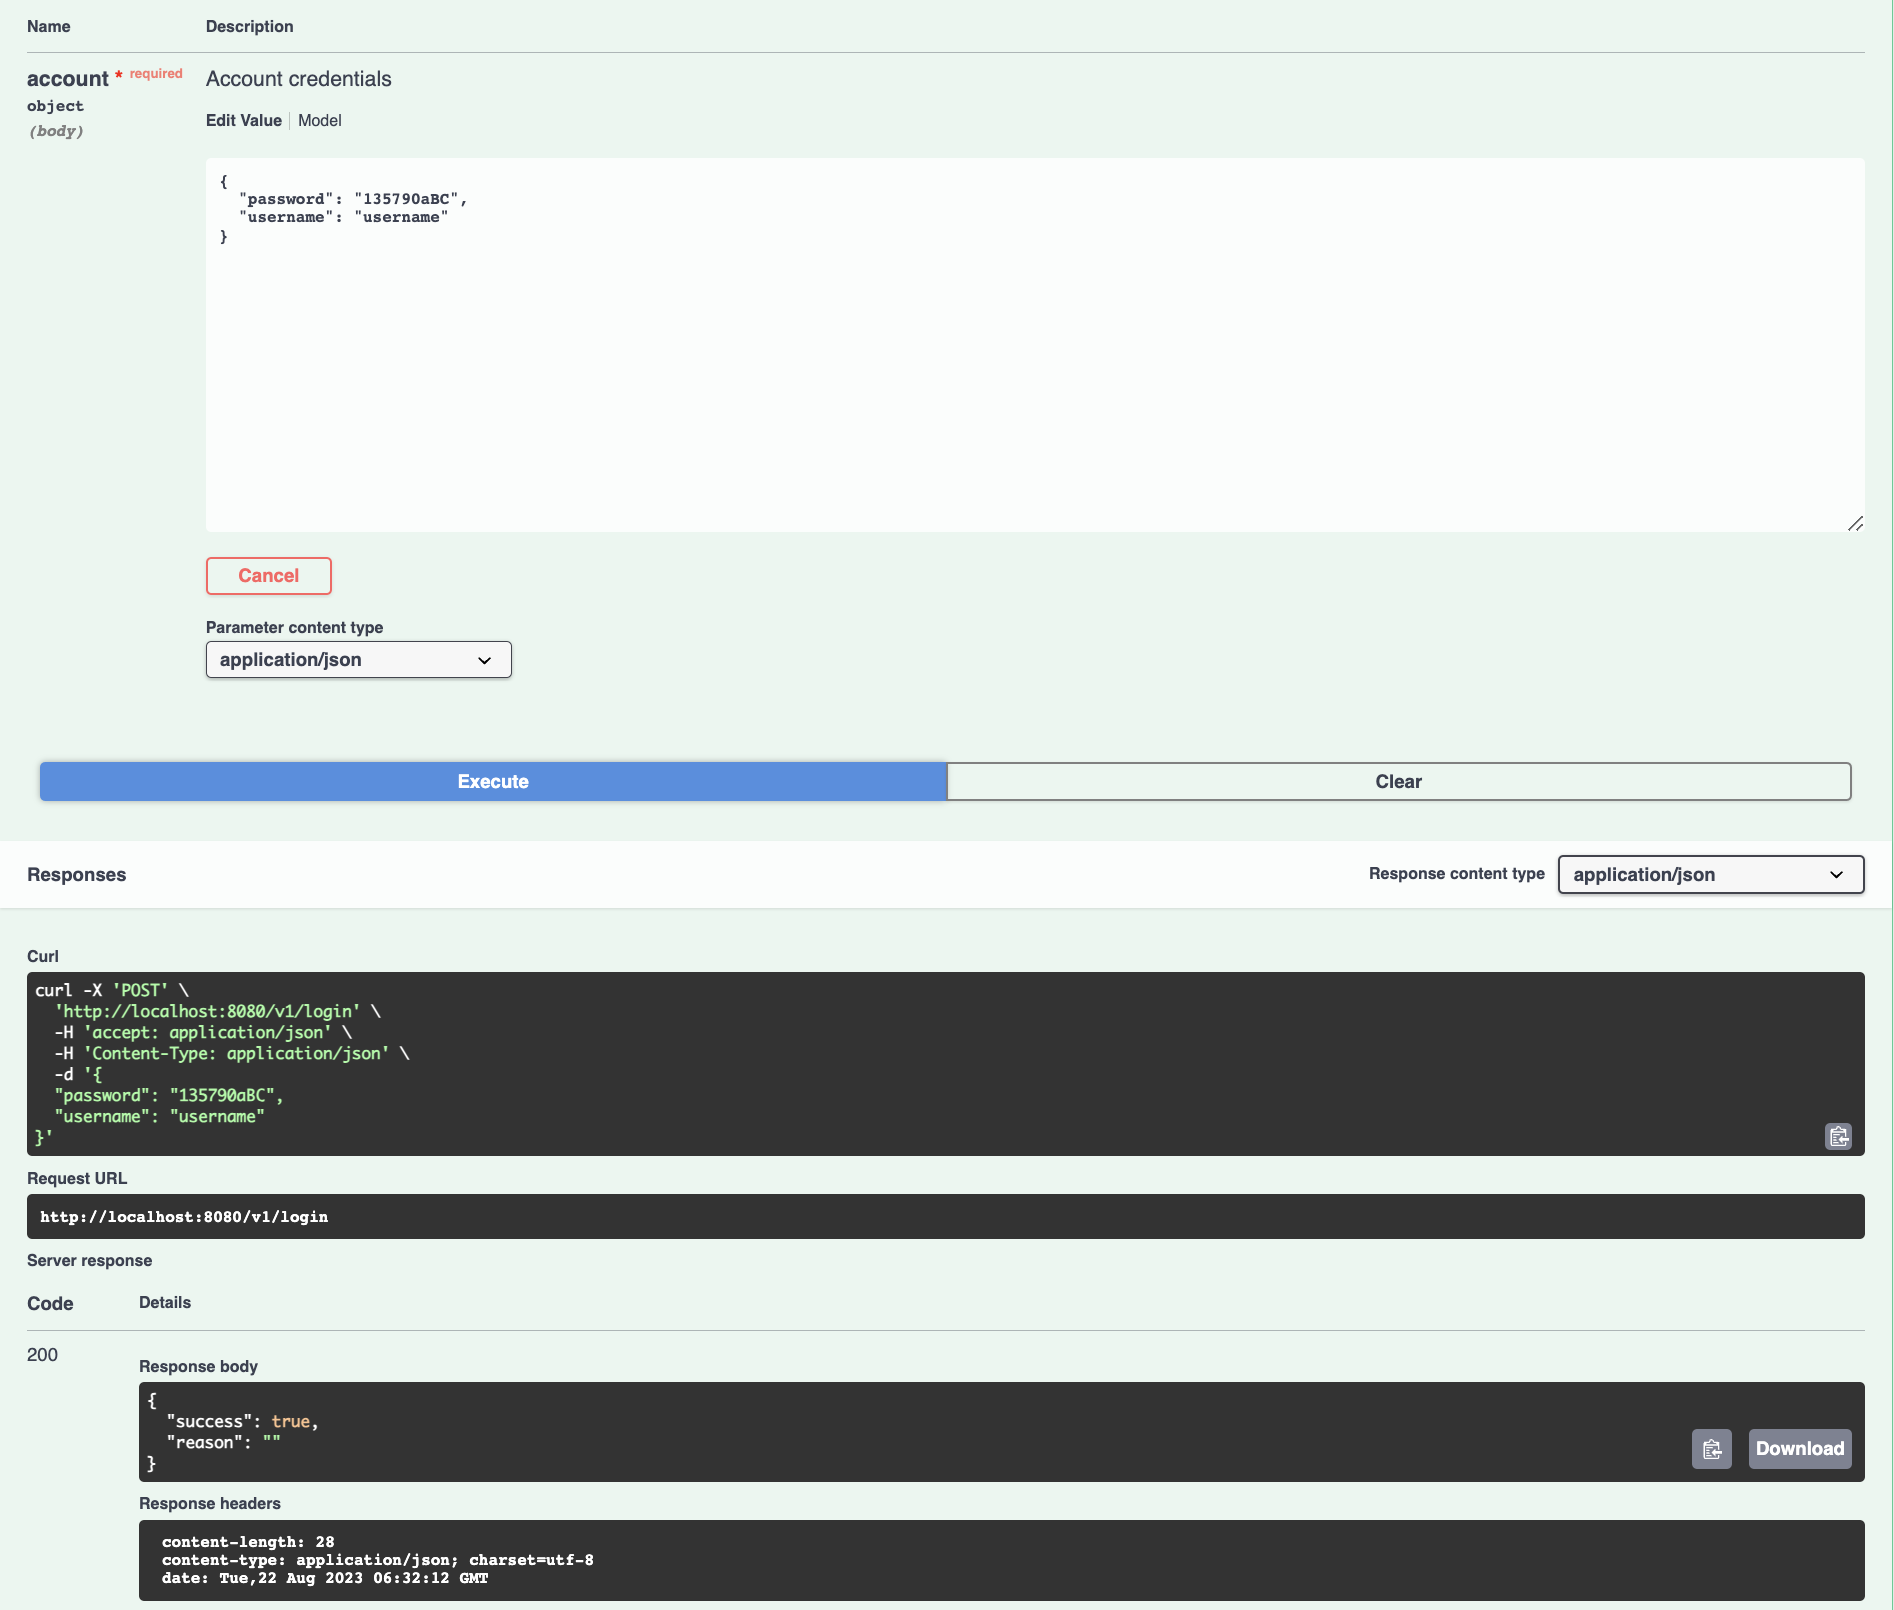 Name Description
account * required Account credentials
object
(body)
Edit Value Model
{
"password": "135790aBC",
"username": "username"
}
Cancel
Parameter content type
application/json
Execute Clear
Responses Response content type application/json
Curl
curl -X 'POST' \
'http://localhost:8080/v1/login' \
-H 'accept: application/json' \
-H 'Content-Type: application/json' \
-d '{
"password": "135790aBC",
"username": "username"
}'
Request URL
http://localhost:8080/v1/login
Server response
Code Details
200
Response body
{
"success": true,
"reason": ""
}
Download
Response headers
content-length: 28
content-type: application/json; charset=utf-8
date: Tue,22 Aug 2023 06:32:12 GMT